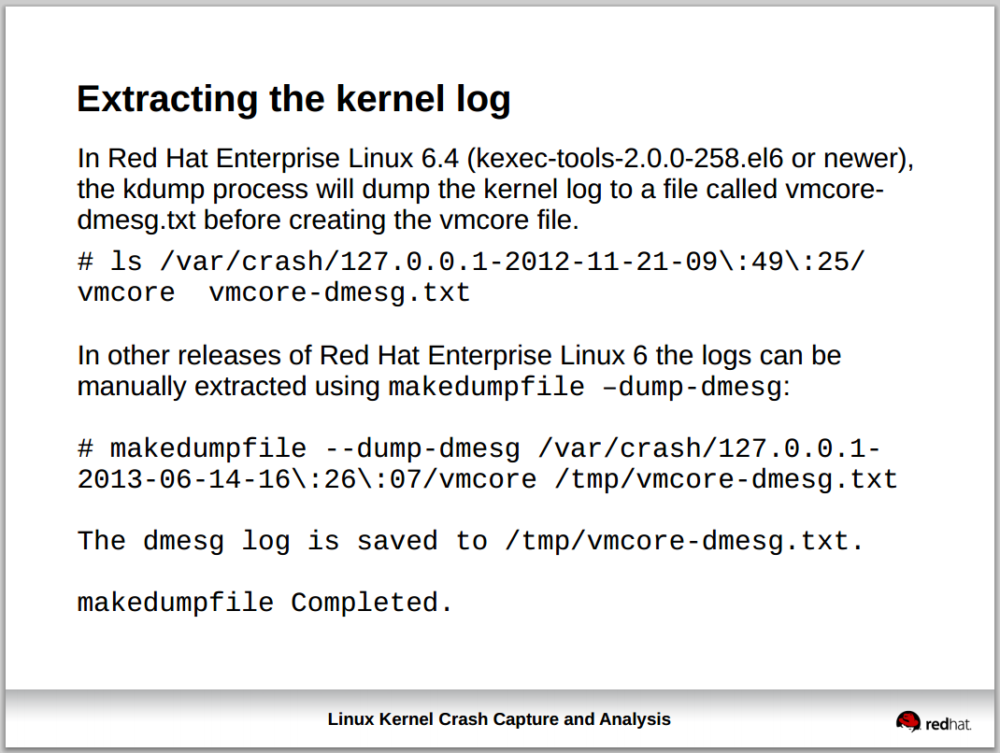 Extracting the kernel log
In Red Hat Enterprise Linux 6.4 (kexec-tools-2.0.0-258.el6 or newer),
the kdump process will dump the kernel log to a file called vmcore-
dmesg.txt before creating the vmcore file.
# ls /var/crash/127.0.0.1-2012-11-21-09\:49\:25/
vmcore  vmcore-dmesg.txt
In other releases of Red Hat Enterprise Linux 6 the logs can be
manually extracted using makedumpfile –dump-dmesg:
# makedumpfile --dump-dmesg /var/crash/127.0.0.1-
2013-06-14-16\:26\:07/vmcore /tmp/vmcore-dmesg.txt
The dmesg log is saved to /tmp/vmcore-dmesg.txt.
makedumpfile Completed.
Linux Kernel Crash Capture and Analysis
redhat.